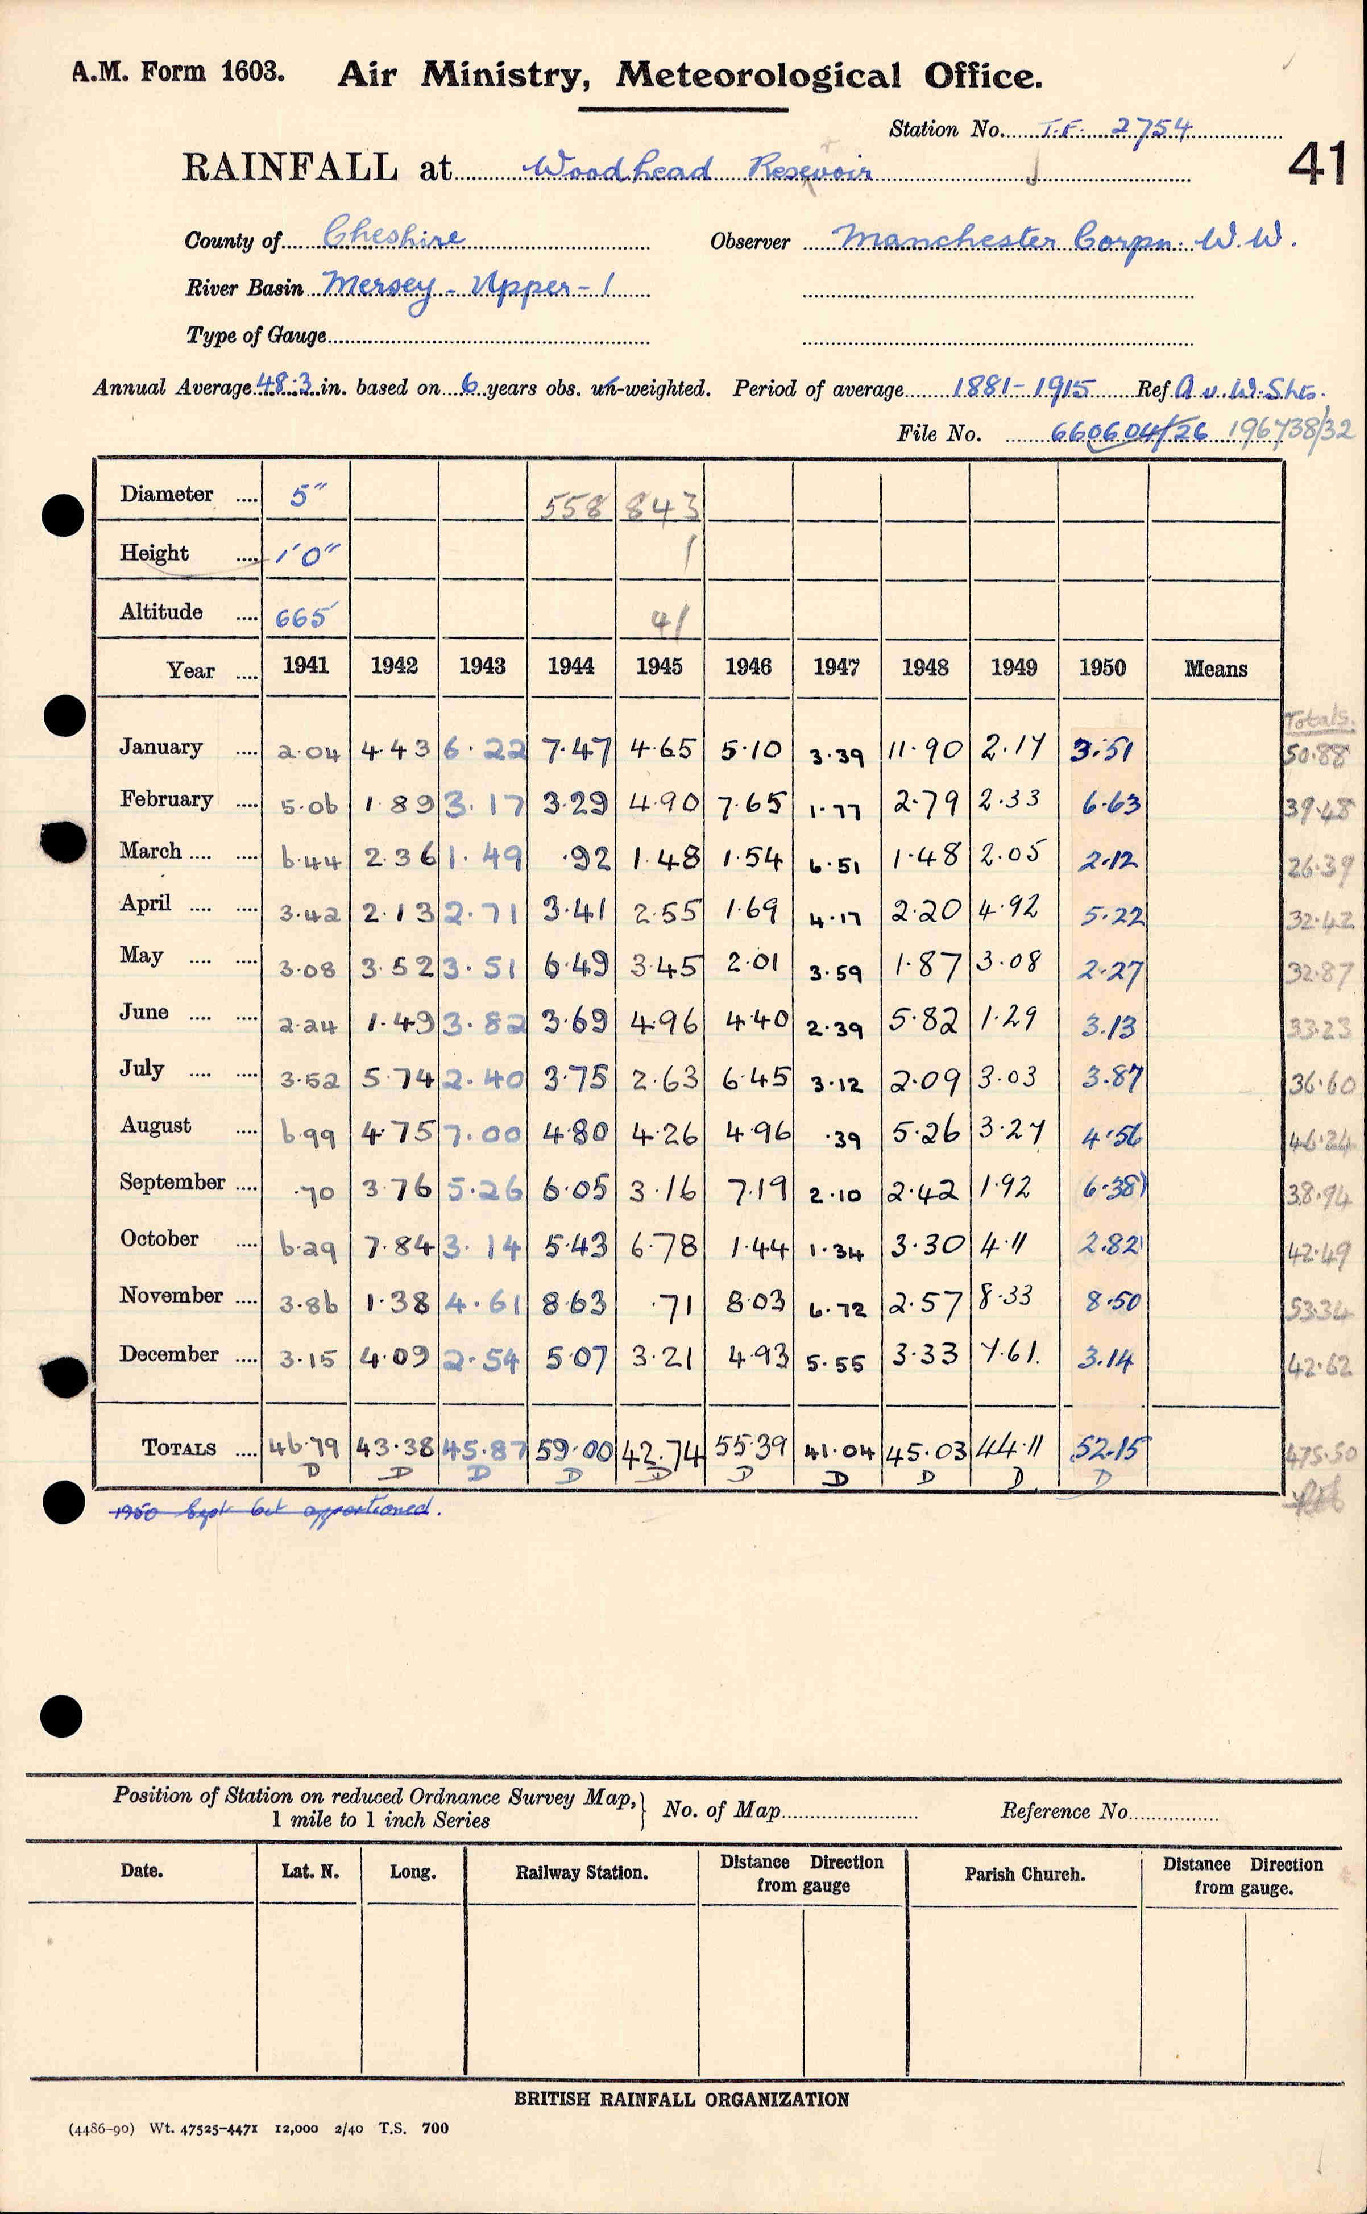 A.M. Form 1603. Air Ministry, Meteorological Office.
Station No. T.F. 2754
41
RAINFALL at Woodhead Resevoir
County of Cheshire Observer Manchester Corpn. W.W.
River Basin Mersey - Upper - 1
Type of Gauge
Annual Average 48.3 in. based on 6 years obs. un-weighted. Period of average 1881-1915 Ref A v. W. Shts.
File No. 660604/26 196738/32
Diameter .... 5" 558 843
Height .... 1'0" 1
Altitude .... 665 41
Year .... 1941 1942 1943 1944 1945 1946 1947 1948 1949 1950 Means
Totals.
January .... 2.04 4.43 6.22 7.47 4.65 5.10 3.39 11.90 2.17 3.51 50.88
February .... 5.06 1.89 3.17 3.29 4.90 7.65 1.77 2.79 2.33 6.63 39.48
March .... .... 6.44 2.36 1.49 .92 1.48 1.54 6.51 1.48 2.05 2.12 26.39
April .... .... 3.42 2.13 2.71 3.41 2.55 1.69 4.17 2.20 4.92 5.22 32.42
May .... .... 3.08 3.52 3.51 6.49 3.45 2.01 3.59 1.87 3.08 2.27 32.87
June .... .... 2.24 1.49 3.82 3.69 4.96 4.40 2.39 5.82 1.29 3.13 33.23
July .... .... 3.52 5.74 2.40 3.75 2.63 6.45 3.12 2.09 3.03 3.87 36.60
August .... 6.99 4.75 7.00 4.80 4.26 4.96 .39 5.26 3.27 4.56 46.24
September .... .70 3.76 5.26 6.05 3.16 7.19 2.10 2.42 1.92 6.38) 38.94
October .... 6.29 7.84 3.14 5.43 6.78 1.44 1.34 3.30 4.11 2.82) 42.49
November .... 3.86 1.38 4.61 8.63 .71 8.03 6.72 2.57 8.33 8.50 53.34
December .... 3.15 4.09 2.54 5.07 3.21 4.93 5.55 3.33 7.61. 3.14 42.62
TOTALS .... 46.79 43.38 45.87 59.00 42.74 55.39 41.04 45.03 44.11 52.15 475.50
D D D D D D D D D. D
1950 Sept Oct apportioned.
Position of Station on reduced Ordnance Survey Map, } No. of Map Reference No.
1 mile to 1 inch Series
Date. Lat. N. Long. Railway Station. Distance Direction Parish Church. Distance Direction
from gauge from gauge.
BRITISH RAINFALL ORGANIZATION
(4486-90) Wt. 47525-4471 12,000 2/40 T.S. 700